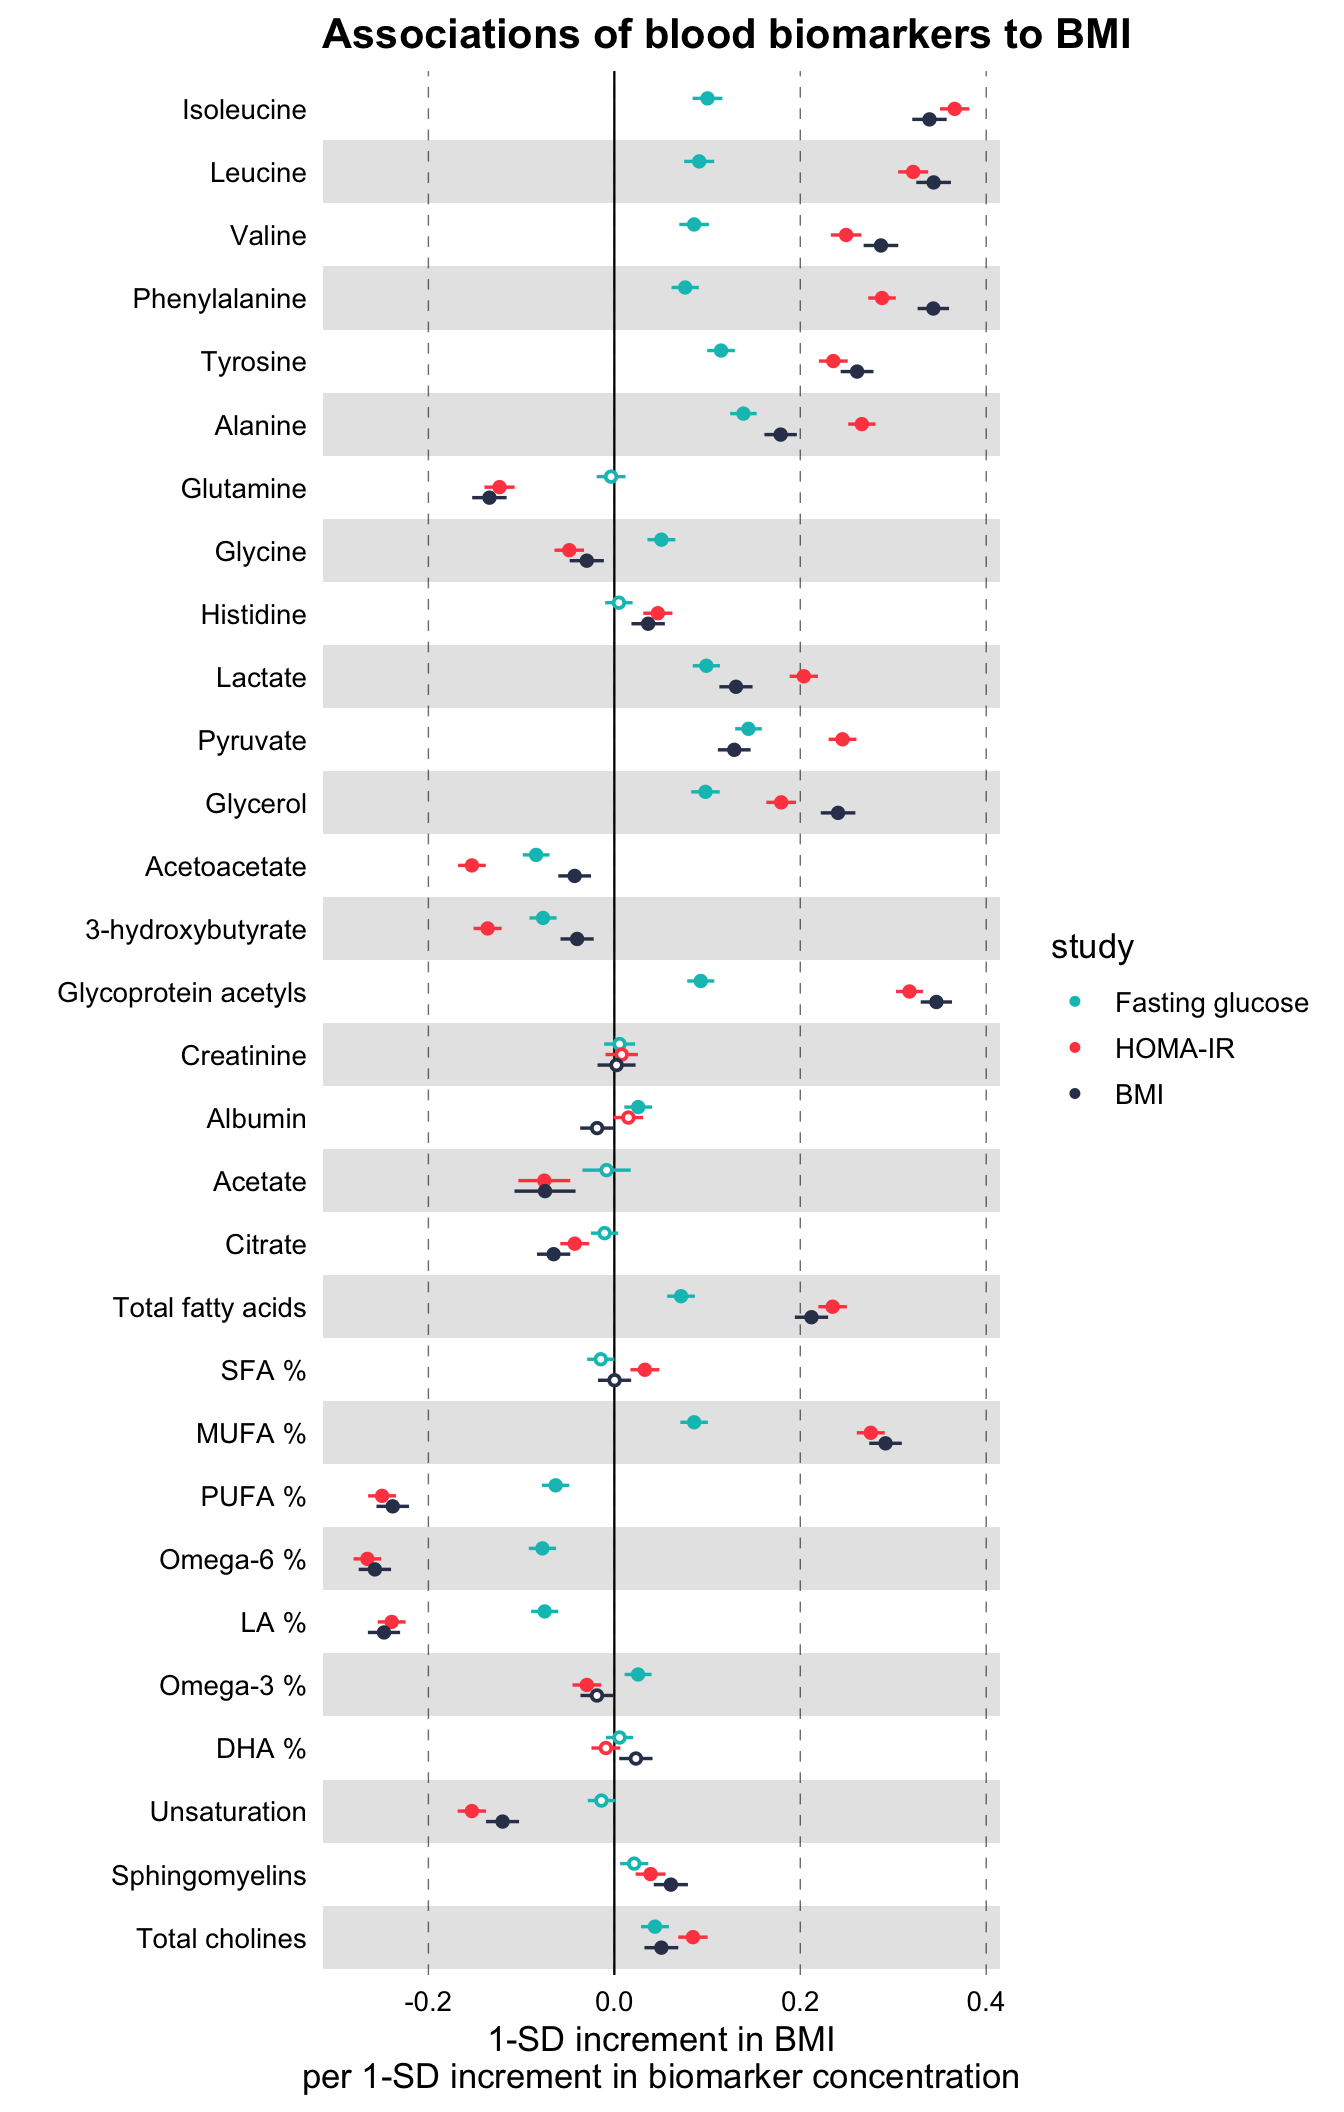 Associations of blood biomarkers to BMI
Isoleucine
Leucine
Valine
Phenylalanine
Tyrosine
Alanine
Glutamine
Glycine
Histidine
Lactate
Pyruvate
Glycerol
Acetoacetate
3-hydroxybutyrate
Glycoprotein acetyls
Creatinine
Albumin
Acetate
Citrate
Total fatty acids
SFA %
MUFA %
PUFA %
Omega-6 %
LA %
Omega-3 %
DHA %
Unsaturation
Sphingomyelins
Total cholines
-0.2 0.0 0.2 0.4
1-SD increment in BMI
per 1-SD increment in biomarker concentration
study
Fasting glucose
HOMA-IR
BMI